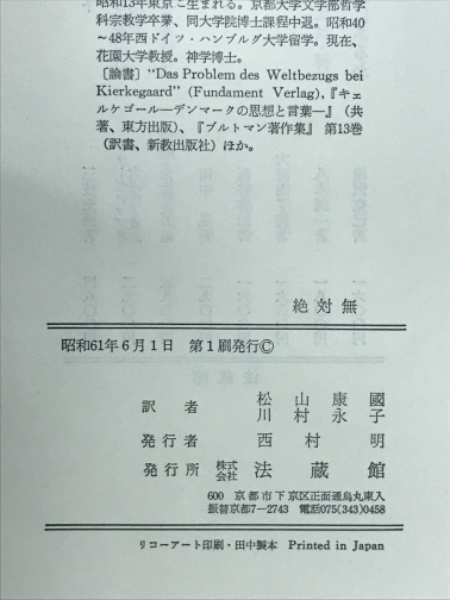 昭和13年東京に生まれる。京都大学文学部哲学
科宗教学卒業、同大学院博士課程中退。昭和40
〜48年西ドイツ・ハンブルグ大学留学。現在、
花園大学教授。神学博士。
〔論書〕“Das Problem des Weltbezugs bei
Kierkegaard” (Fundament Verlag),『キェ
ルケゴール―デンマークの思想と言葉―』(共
著、東方出版)、『ブルトマン著作集』 第13巻
(訳書、新教出版社) ほか。
絶対無
昭和61年6月1日 第1刷発行©
訳者 松山康國
川村永子
発行者 西村明
発行所 株式会社 法蔵館
600 京都市下京区正面通烏丸東入
振替京都7-2743 電話075(343)0458
リコーアート印刷・田中製本 Printed in Japan